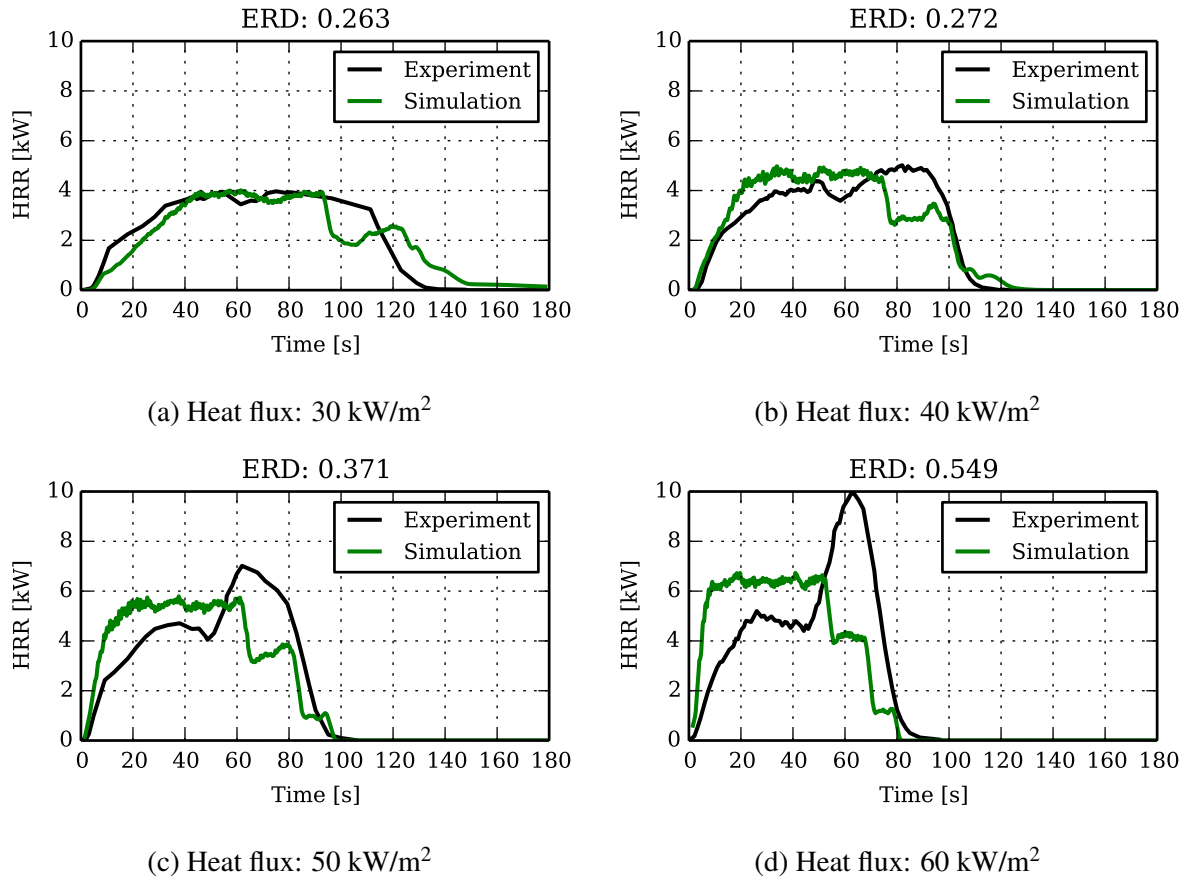 ERD: 0.263
10
8
6
4
2
0
HRR [kW]
Experiment
Simulation
0 20 40 60 80 100 120 140 160 180
Time [s]
(a) Heat flux: 30 kW/m²
ERD: 0.272
10
8
6
4
2
0
HRR [kW]
Experiment
Simulation
0 20 40 60 80 100 120 140 160 180
Time [s]
(b) Heat flux: 40 kW/m²
ERD: 0.371
10
8
6
4
2
0
HRR [kW]
Experiment
Simulation
0 20 40 60 80 100 120 140 160 180
Time [s]
(c) Heat flux: 50 kW/m²
ERD: 0.549
10
8
6
4
2
0
HRR [kW]
Experiment
Simulation
0 20 40 60 80 100 120 140 160 180
Time [s]
(d) Heat flux: 60 kW/m²